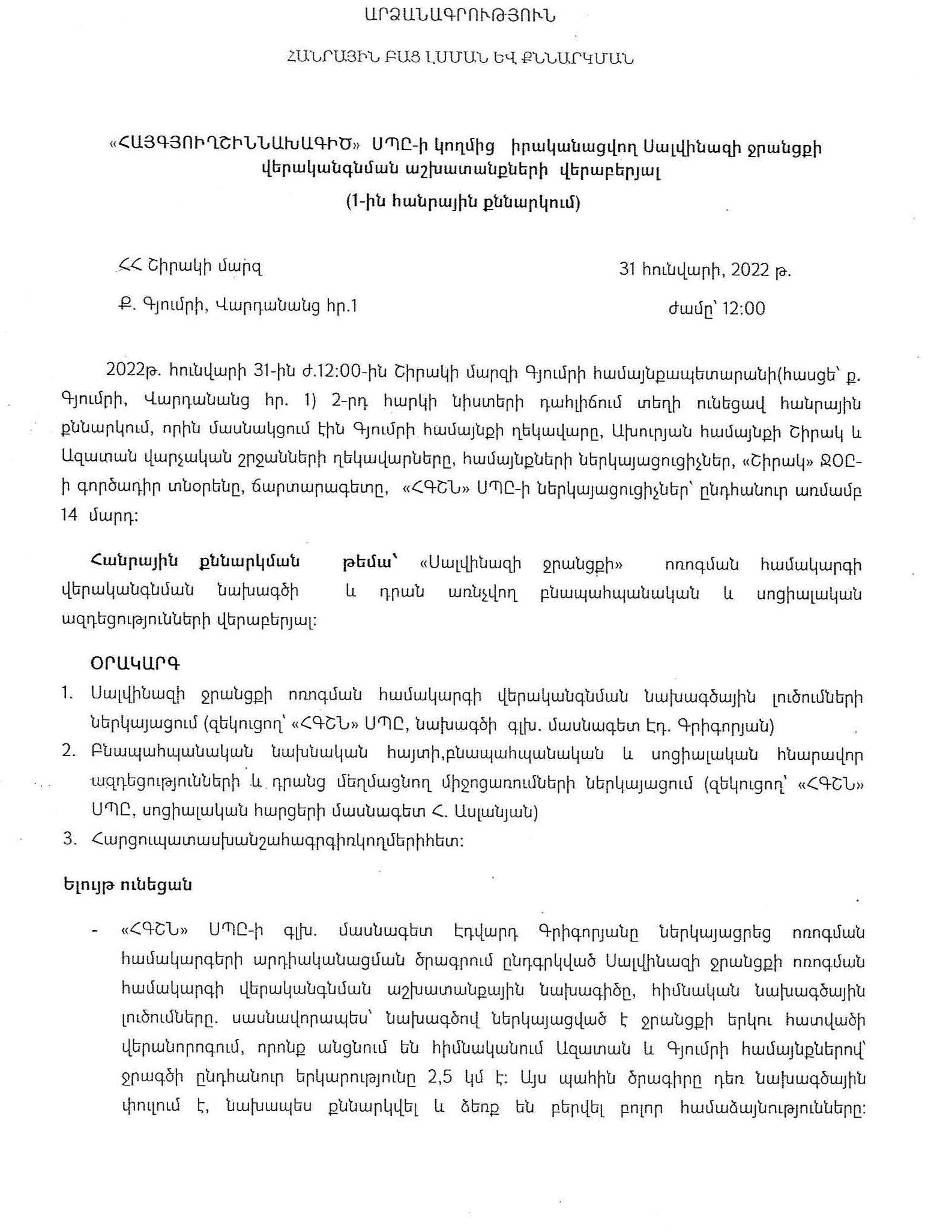 ԱՐՁԱՆԱԳՐՈՒԹՅՈՒՆ
ՀԱՆՐԱՅԻՆ ԲԱՑ ԼՍՄԱՆ ԵՎ ՔՆՆԱՐԿՄԱՆ
«ՀԱՅԳՅՈՒՂՇԻՆՆԱԽԱԳԻԾ» ՍՊԸ-ի կողմից իրականացվող Սալվինազի ջրանցքի
վերականգնման աշխատանքների վերաբերյալ
(1-ին հանրային քննարկում)
ՀՀ Շիրակի մարզ 31 հունվարի, 2022 թ.
Ք. Գյումրի, Վարդանանց հր.1 ժամը՝ 12:00
2022թ. հունվարի 31-ին ժ.12:00-ին Շիրակի մարզի Գյումրի համայնքապետարանի(հասցե՝ ք.
Գյումրի, Վարդանանց հր. 1) 2-րդ հարկի նիստերի դահլիճում տեղի ունեցավ հանրային
քննարկում, որին մասնակցում էին Գյումրի համայնքի ղեկավարը, Ախուրյան համայնքի Շիրակ և
Ազատան վարչական շրջանների ղեկավարները, համայնքների ներկայացուցիչներ, «Շիրակ» ՋՕԸ-
ի գործադիր տնօրենը, ճարտարագետը, «ՀԳՇՆ» ՍՊԸ-ի ներկայացուցիչներ՝ ընդհանուր առմամբ
14 մարդ:
Հանրային քննարկման թեմա՝ «Սալվինազի ջրանցքի» ոռոգման համակարգի
վերականգնման նախագծի և դրան առնչվող բնապահպանական և սոցիալական
ազդեցությունների վերաբերյալ:
ՕՐԱԿԱՐԳ
1. Սալվինազի ջրանցքի ոռոգման համակարգի վերականգնման նախագծային լուծումների
ներկայացում (զեկուցող՝ «ՀԳՇՆ» ՍՊԸ, նախագծի գլխ. մասնագետ Էդ. Գրիգորյան)
2. Բնապահպանական նախնական հայտի,բնապահպանական և սոցիալական հնարավոր
ազդեցությունների և դրանց մեղմացնող միջոցառումների ներկայացում (զեկուցող՝ «ՀԳՇՆ»
ՍՊԸ, սոցիալական հարցերի մասնագետ Հ. Ասլանյան)
3. Հարցուպատասխանշահագրգիռկողմերիհետ:
Ելույթ ունեցան
- «ՀԳՇՆ» ՍՊԸ-ի գլխ. մասնագետ Էդվարդ Գրիգորյանը ներկայացրեց ոռոգման
համակարգերի արդիականացման ծրագրում ընդգրկված Սալվինազի ջրանցքի ոռոգման
համակարգի վերականգնման աշխատանքային նախագիծը, հիմնական նախագծային
լուծումները. սասնավորապես՝ նախագծով ներկայացված է ջրանցքի երկու հատվածի
վերանորոգում, որոնք անցնում են հիմնականում Ազատան և Գյումրի համայնքներով՝
ջրագծի ընդհանուր երկարությունը 2,5 կմ է: Այս պահին ծրագիրը դեռ նախագծային
փուլում է, նախապես քննարկվել և ձեռք են բերվել բոլոր համաձայնությունները: